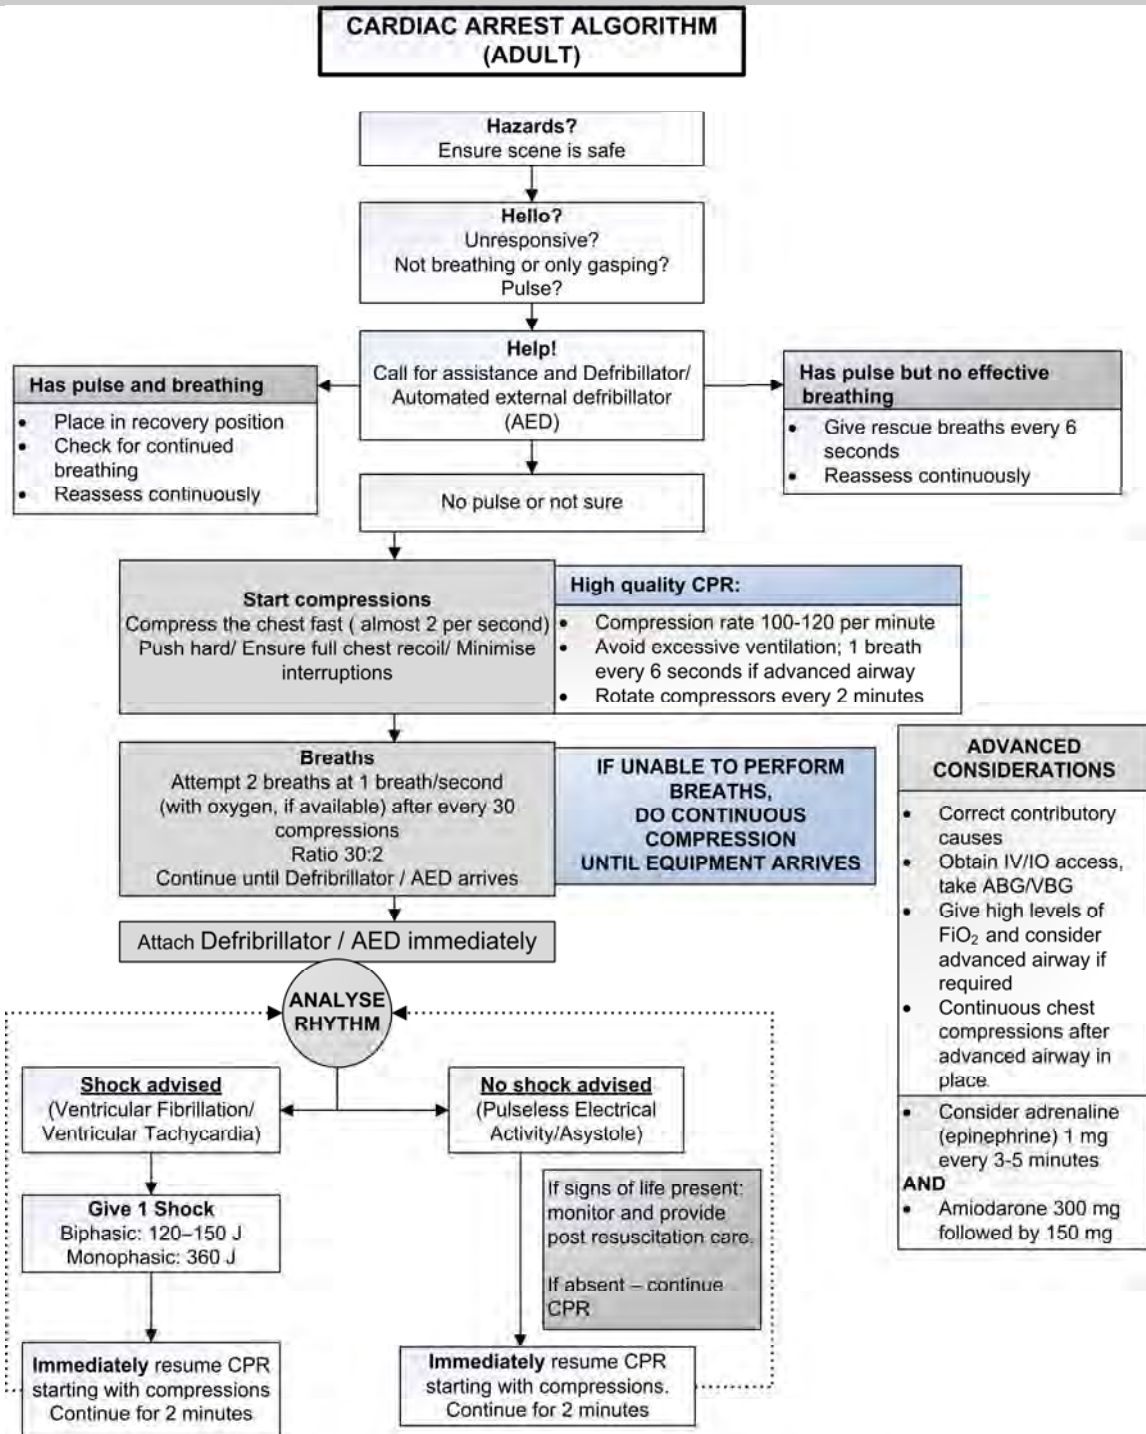 CARDIAC ARREST ALGORITHM
(ADULT)
Hazards?
Ensure scene is safe
Hello?
Unresponsive?
Not breathing or only gasping?
Pulse?
Help!
Call for assistance and Defribillator/
Automated external defribillator
(AED)
Has pulse and breathing
• Place in recovery position
• Check for continued
breathing
• Reassess continuously
Has pulse but no effective
breathing
• Give rescue breaths every 6
seconds
• Reassess continuously
No pulse or not sure
Start compressions
Compress the chest fast ( almost 2 per second)
Push hard/ Ensure full chest recoil/ Minimise
interruptions
High quality CPR:
• Compression rate 100-120 per minute
• Avoid excessive ventilation; 1 breath
every 6 seconds if advanced airway
• Rotate compressors every 2 minutes
Breaths
Attempt 2 breaths at 1 breath/second
(with oxygen, if available) after every 30
compressions
Ratio 30:2
Continue until Defribrillator / AED arrives
IF UNABLE TO PERFORM
BREATHS,
DO CONTINUOUS
COMPRESSION
UNTIL EQUIPMENT ARRIVES
ADVANCED
CONSIDERATIONS
• Correct contributory
causes
• Obtain IV/IO access,
take ABG/VBG
• Give high levels of
FiO₂ and consider
advanced airway if
required
• Continuous chest
compressions after
advanced airway in
place.
• Consider adrenaline
(epinephrine) 1 mg
every 3-5 minutes
AND
• Amiodarone 300 mg
followed by 150 mg
Attach Defribrillator / AED immediately
ANALYSE
RHYTHM
Shock advised
(Ventricular Fibrillation/
Ventricular Tachycardia)
No shock advised
(Pulseless Electrical
Activity/Asystole)
Give 1 Shock
Biphasic: 120–150 J
Monophasic: 360 J
If signs of life present:
monitor and provide
post resuscitation care.
If absent – continue
CPR
Immediately resume CPR
starting with compressions
Continue for 2 minutes
Immediately resume CPR
starting with compressions.
Continue for 2 minutes